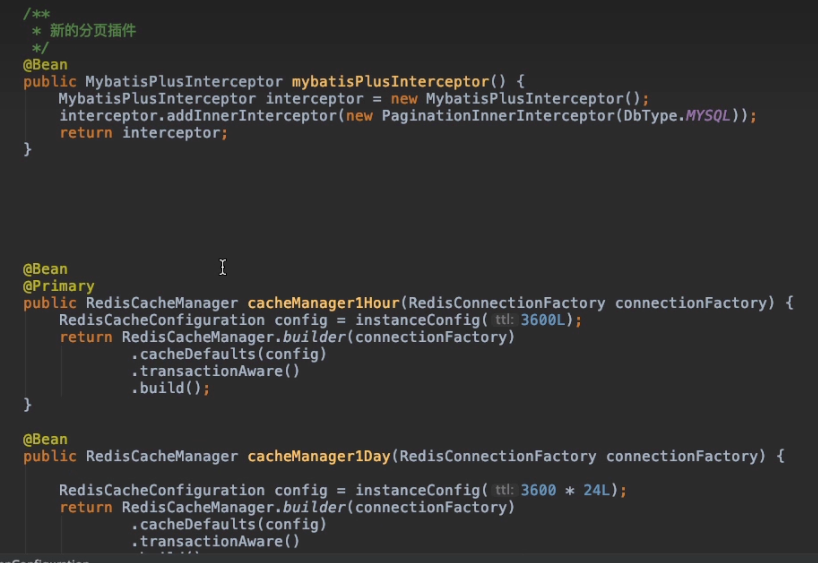 /**
 * 新的分页插件
 */
@Bean
public MybatisPlusInterceptor mybatisPlusInterceptor() {
    MybatisPlusInterceptor interceptor = new MybatisPlusInterceptor();
    interceptor.addInnerInterceptor(new PaginationInnerInterceptor(DbType.MYSQL));
    return interceptor;
}
@Bean
@Primary
public RedisCacheManager cacheManager1Hour(RedisConnectionFactory connectionFactory) {
    RedisCacheConfiguration config = instanceConfig( ttl: 3600L);
    return RedisCacheManager.builder(connectionFactory)
            .cacheDefaults(config)
            .transactionAware()
            .build();
}
@Bean
public RedisCacheManager cacheManager1Day(RedisConnectionFactory connectionFactory) {
    RedisCacheConfiguration config = instanceConfig( ttl: 3600 * 24L);
    return RedisCacheManager.builder(connectionFactory)
            .cacheDefaults(config)
            .transactionAware()